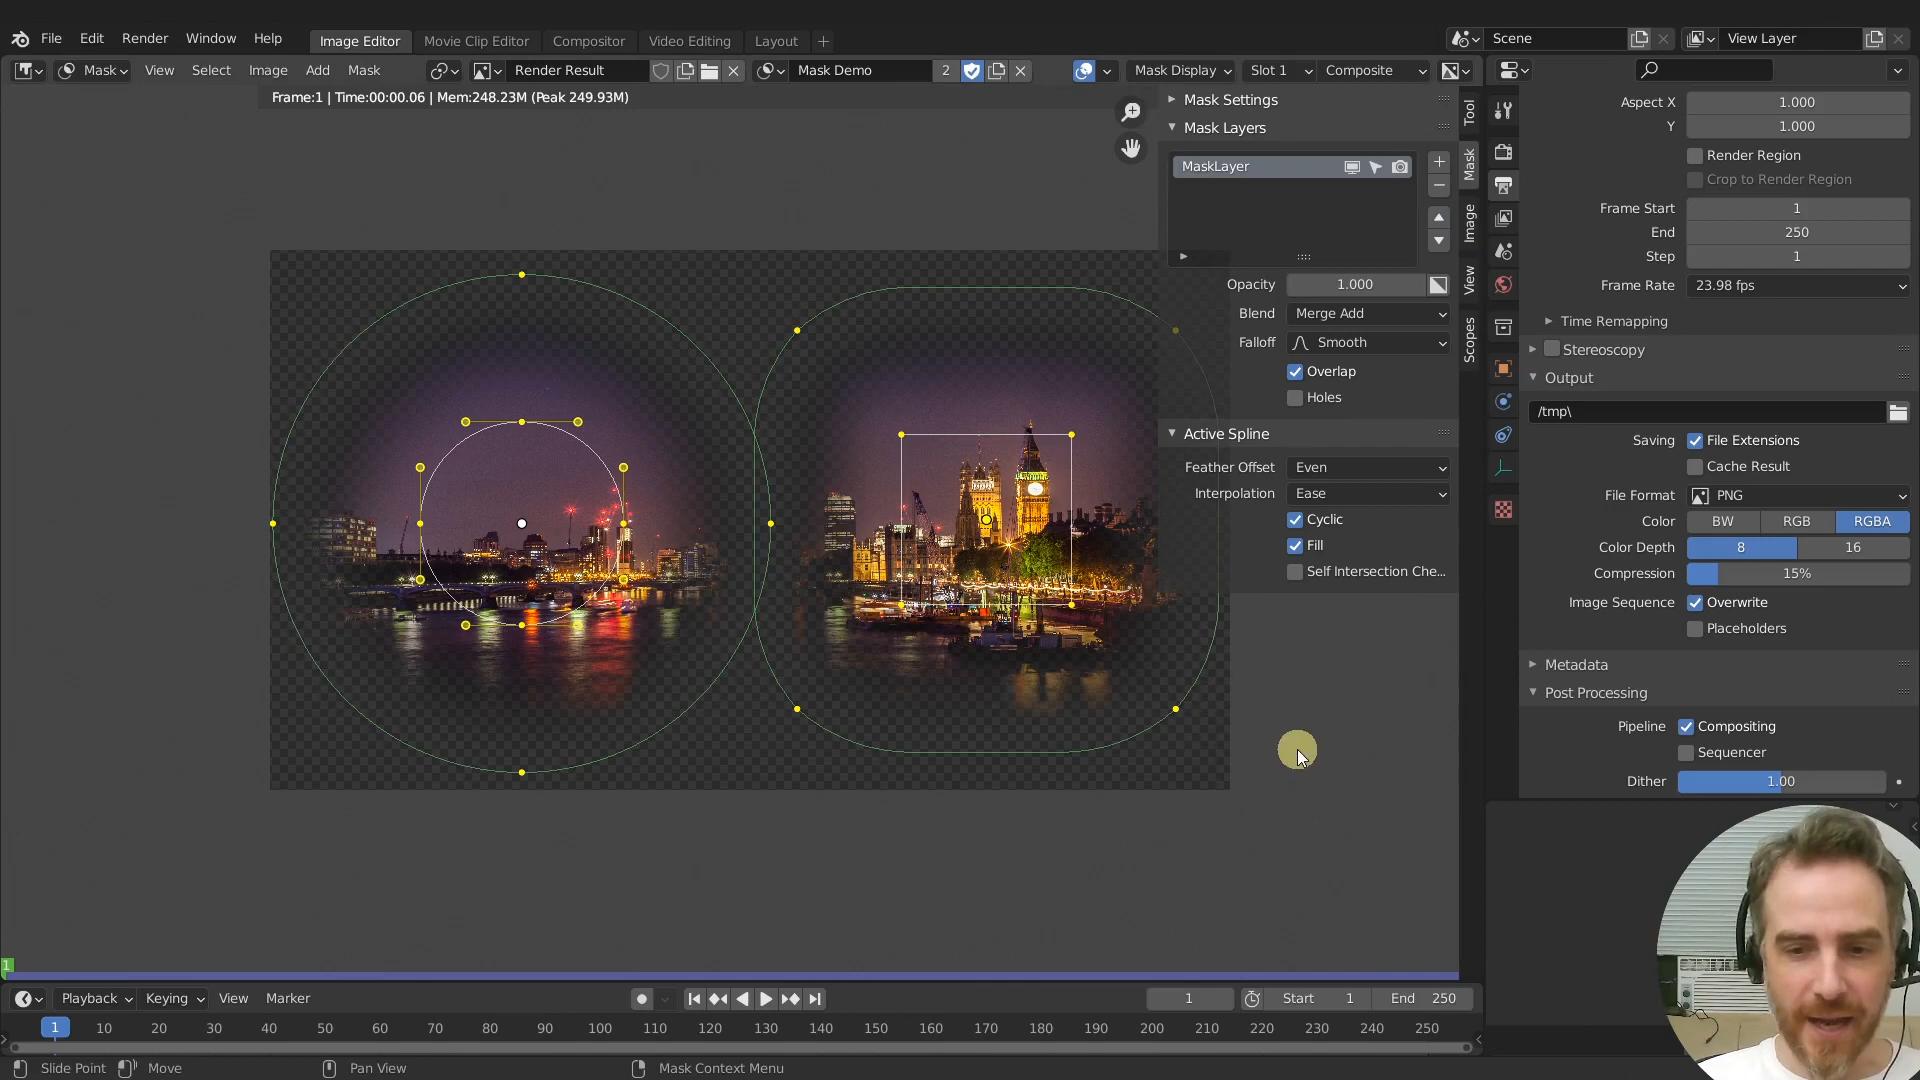 File Edit Render Window Help Image Editor Movie Clip Editor Compositor Video Editing Layout Scene View Layer
Mask View Select Image Add Mask Render Result Mask Demo 2 Mask Display Slot 1 Composite
Frame:1 | Time:00:00.06 | Mem:248.23M (Peak 249.93M)
Mask Settings
Mask Layers
MaskLayer
Opacity 1.000
Blend Merge Add
Falloff Smooth
Overlap
Holes
Active Spline
Feather Offset Even
Interpolation Ease
Cyclic
Fill
Self Intersection Che...
Tool
Mask
Image
View
Scopes
Aspect X 1.000
Y 1.000
Render Region
Crop to Render Region
Frame Start 1
End 250
Step 1
Frame Rate 23.98 fps
Time Remapping
Stereoscopy
Output
/tmp\
Saving File Extensions
Cache Result
File Format PNG
Color BW RGB RGBA
Color Depth 8 16
Compression 15%
Image Sequence Overwrite
Placeholders
Metadata
Post Processing
Pipeline Compositing
Sequencer
Dither 1.00
1
Playback Keying View Marker 1 Start 1 End 250
1 10 20 30 40 50 60 70 80 90 100 110 120 130 140 150 160 170 180 190 200 210 220 230 240 250
Slide Point Move Pan View Mask Context Menu